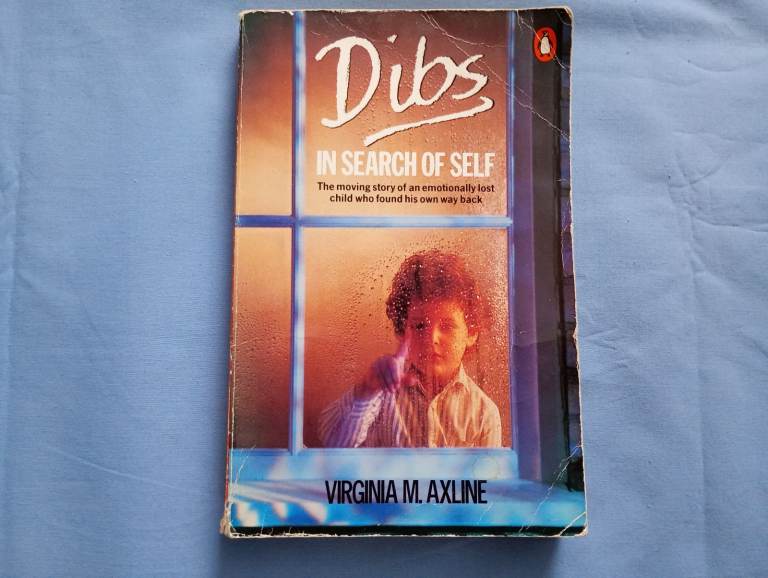 Dibs
IN SEARCH OF SELF
The moving story of an emotionally lost
child who found his own way back
VIRGINIA M. AXLINE